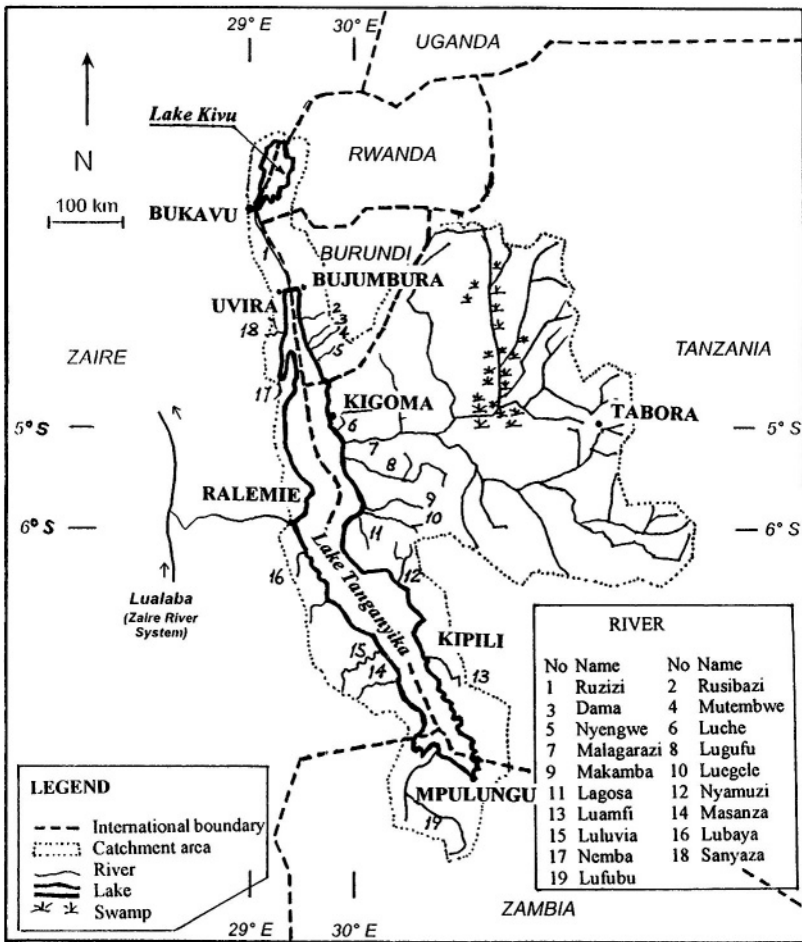 29° E
30° E
UGANDA
Lake Kivu
N
RWANDA
100 km
BUKAVU
1
BURUNDI
BUJUMBURA
UVIRA
2
3
18
4
5
ZAIRE
TANZANIA
17
KIGOMA
TABORA
6
5° S
5° S
7
8
RALEMIE
9
10
6° S
6° S
11
Lake Tanganyika
12
16
Lualaba
(Zaire River
System)
KIPILI
15
13
14
RIVER
No Name No Name
1 Ruzizi 2 Rusibazi
3 Dama 4 Mutembwe
5 Nyengwe 6 Luche
7 Malagarazi 8 Lugufu
9 Makamba 10 Luegele
11 Lagosa 12 Nyamuzi
13 Luamfi 14 Masanza
15 Luluvia 16 Lubaya
17 Nemba 18 Sanyaza
19 Lufubu
MPULUNGU
19
LEGEND
International boundary
Catchment area
River
Lake
Swamp
ZAMBIA
29° E
30° E